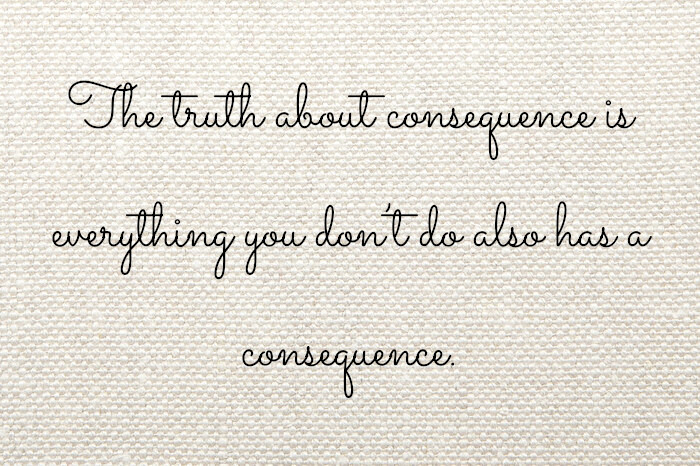 The truth about consequence is
everything you don't do also has a
consequence.